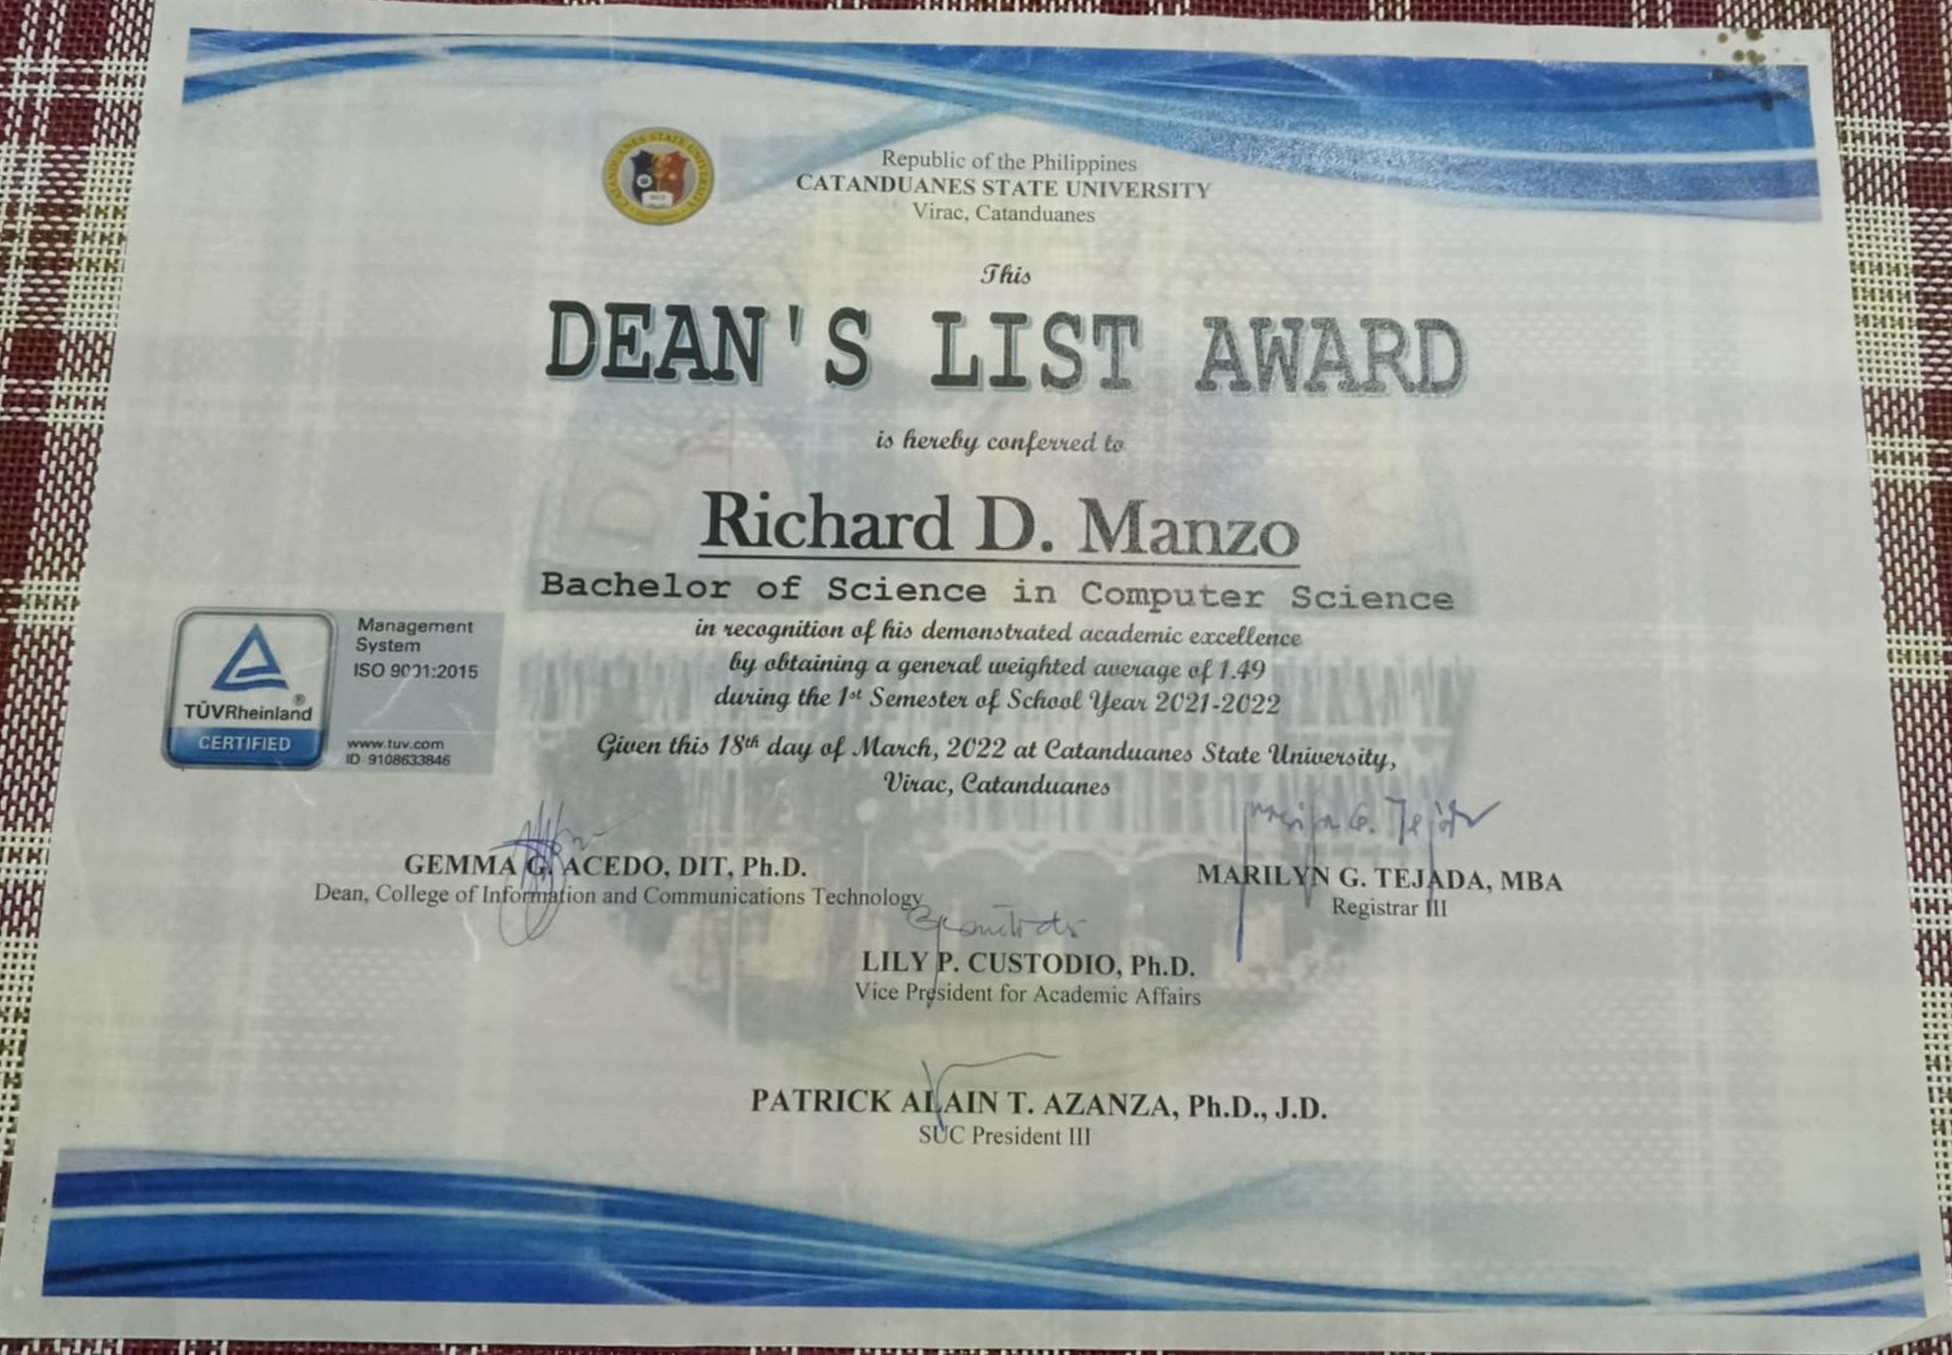 CATANDUANES STATE UNIVERSITY
Republic of the Philippines
CATANDUANES STATE UNIVERSITY
Virac, Catanduanes
This
DEAN'S LIST AWARD
is hereby conferred to
Richard D. Manzo
Bachelor of Science in Computer Science
in recognition of his demonstrated academic excellence
by obtaining a general weighted average of 1.49
during the 1st Semester of School Year 2021-2022
Given this 18th day of March, 2022 at Catanduanes State University,
Virac, Catanduanes
Management
System
ISO 9001:2015
TÜVRheinland®
CERTIFIED
www.tuv.com
ID 9108633846
GEMMA G. ACEDO, DIT, Ph.D.
Dean, College of Information and Communications Technology
MARILYN G. TEJADA, MBA
Registrar III
LILY P. CUSTODIO, Ph.D.
Vice President for Academic Affairs
PATRICK ALAIN T. AZANZA, Ph.D., J.D.
SUC President III